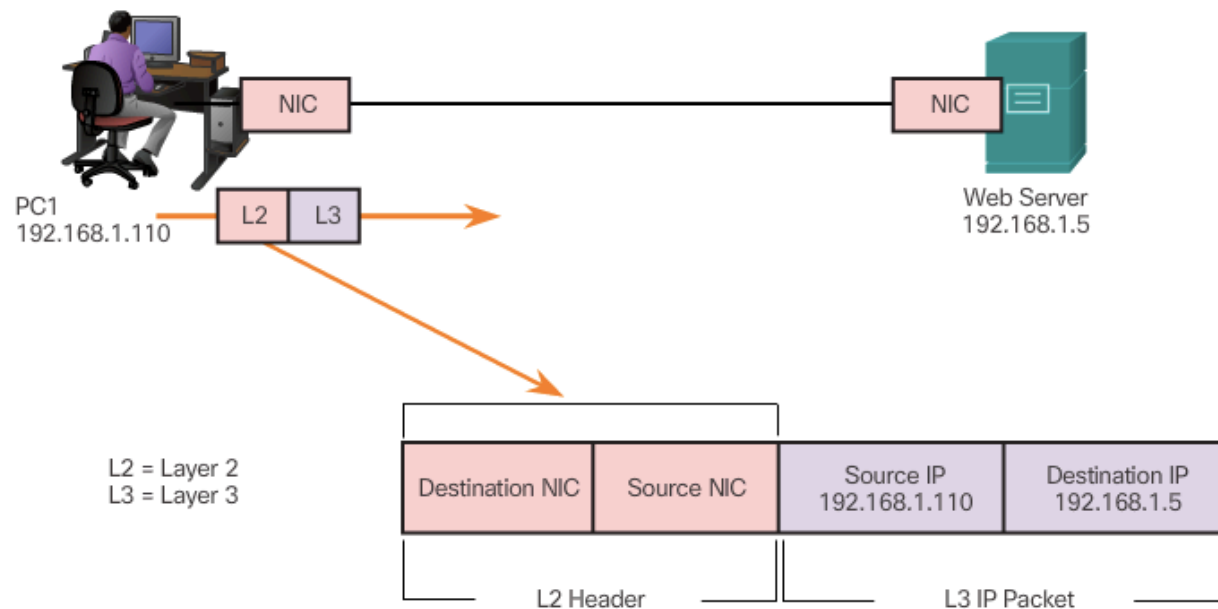 NIC
NIC
PC1
192.168.1.110
L2 L3
Web Server
192.168.1.5
L2 = Layer 2
L3 = Layer 3
Destination NIC
Source NIC
Source IP
192.168.1.110
Destination IP
192.168.1.5
L2 Header
L3 IP Packet